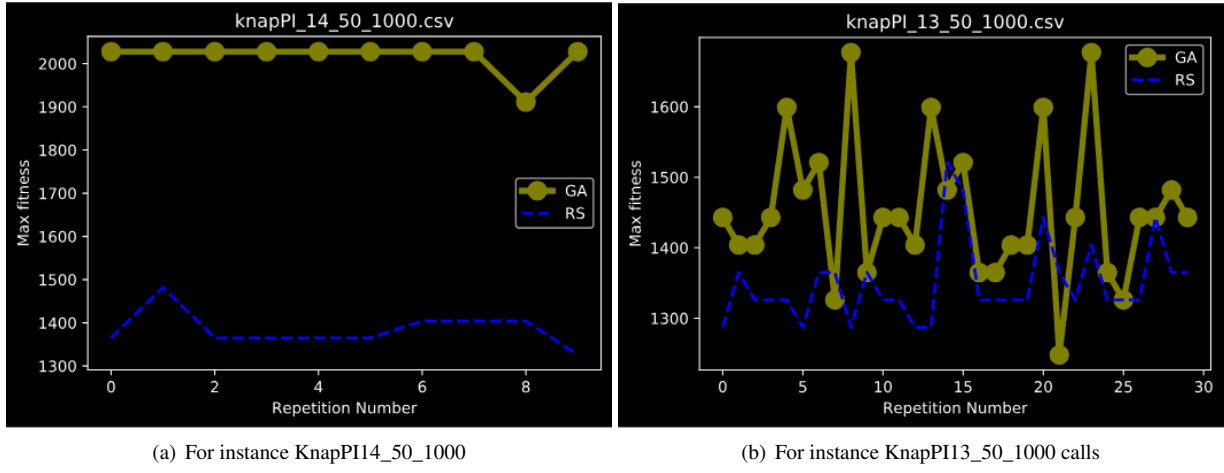 knapPI_14_50_1000.csv
2000
1900
1800
1700
1600
1500
1400
1300
Max fitness
GA
RS
0
2
4
6
8
Repetition Number
(a) For instance KnapPI14_50_1000
knapPI_13_50_1000.csv
1600
1500
1400
1300
Max fitness
GA
RS
0
5
10
15
20
25
30
Repetition Number
(b) For instance KnapPI13_50_1000 calls